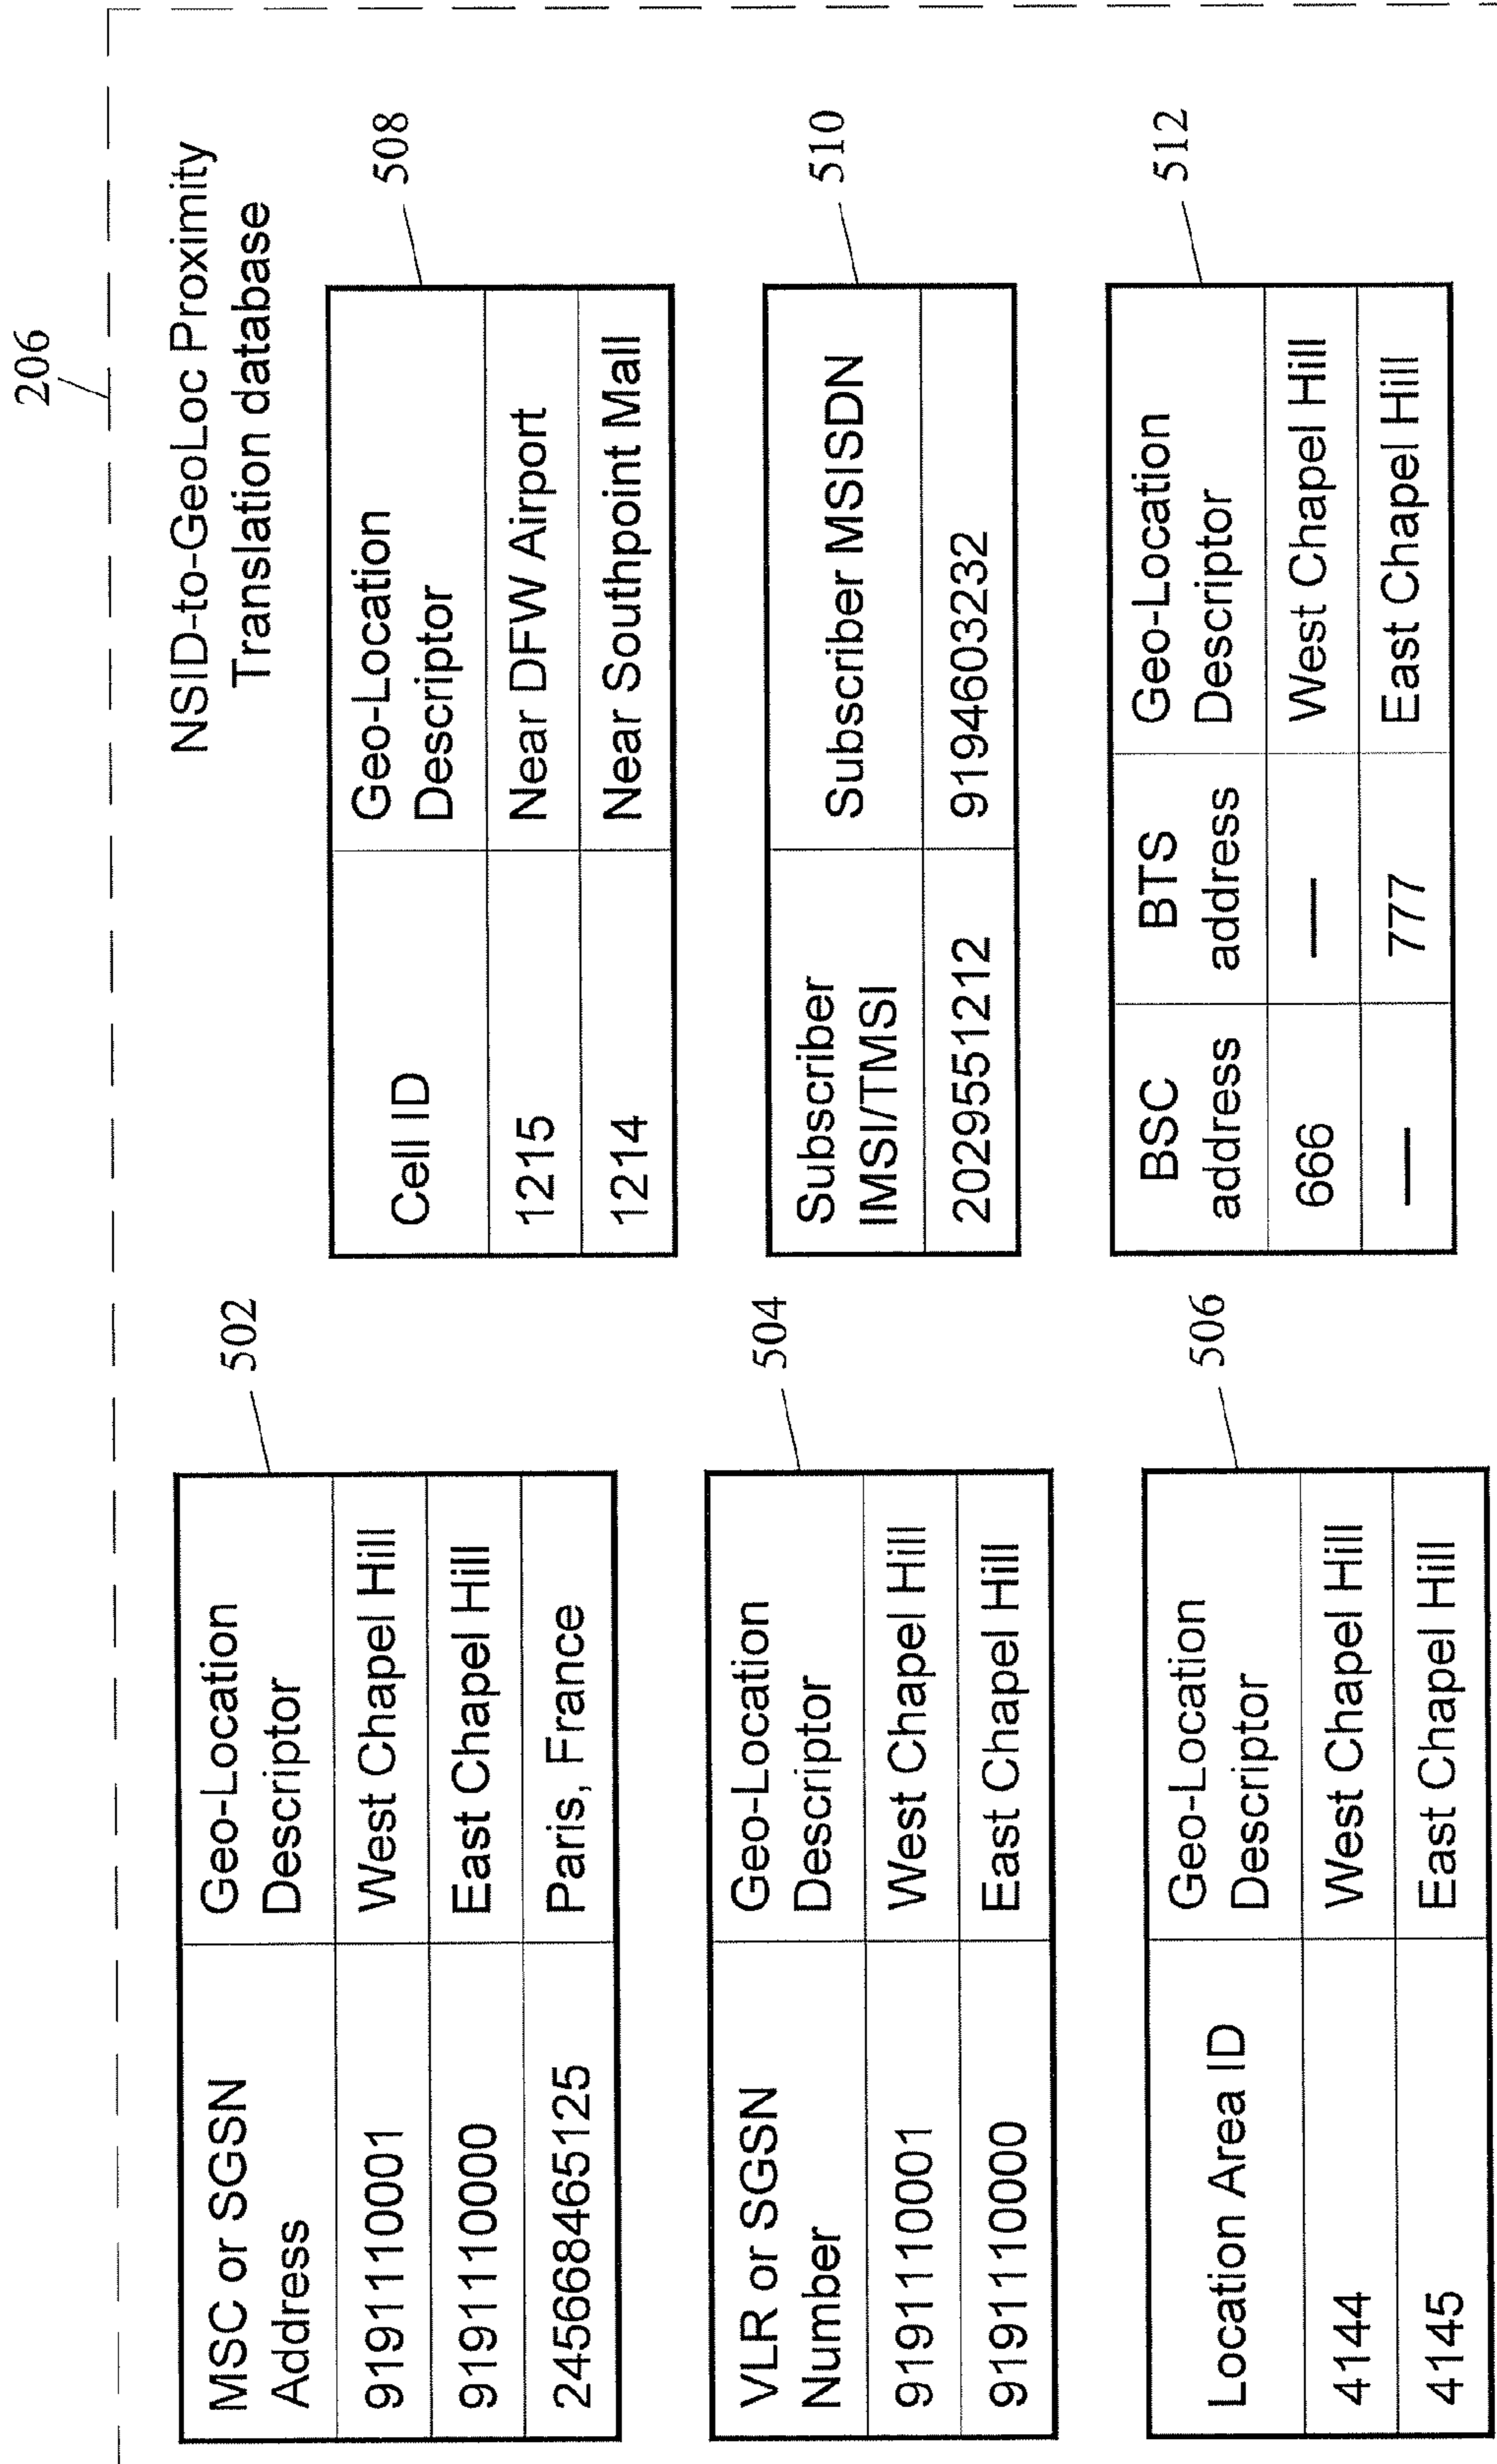 206
NSID-to-GeoLoc Proximity
Translation database
502
MSC or SGSN Geo-Location
Address Descriptor
9191110001 West Chapel Hill
9191110000 East Chapel Hill
245668465125 Paris, France
504
VLR or SGSN Geo-Location
Number Descriptor
9191110001 West Chapel Hill
9191110000 East Chapel Hill
506
Location Area ID Geo-Location
Descriptor
4144 West Chapel Hill
4145 East Chapel Hill
508
Cell ID Geo-Location
Descriptor
1215 Near DFW Airport
1214 Near Southpoint Mall
510
Subscriber Subscriber MSISDN
IMSI/TMSI
2029551212 9194603232
512
BSC BTS Geo-Location
address address Descriptor
666 — West Chapel Hill
— 777 East Chapel Hill